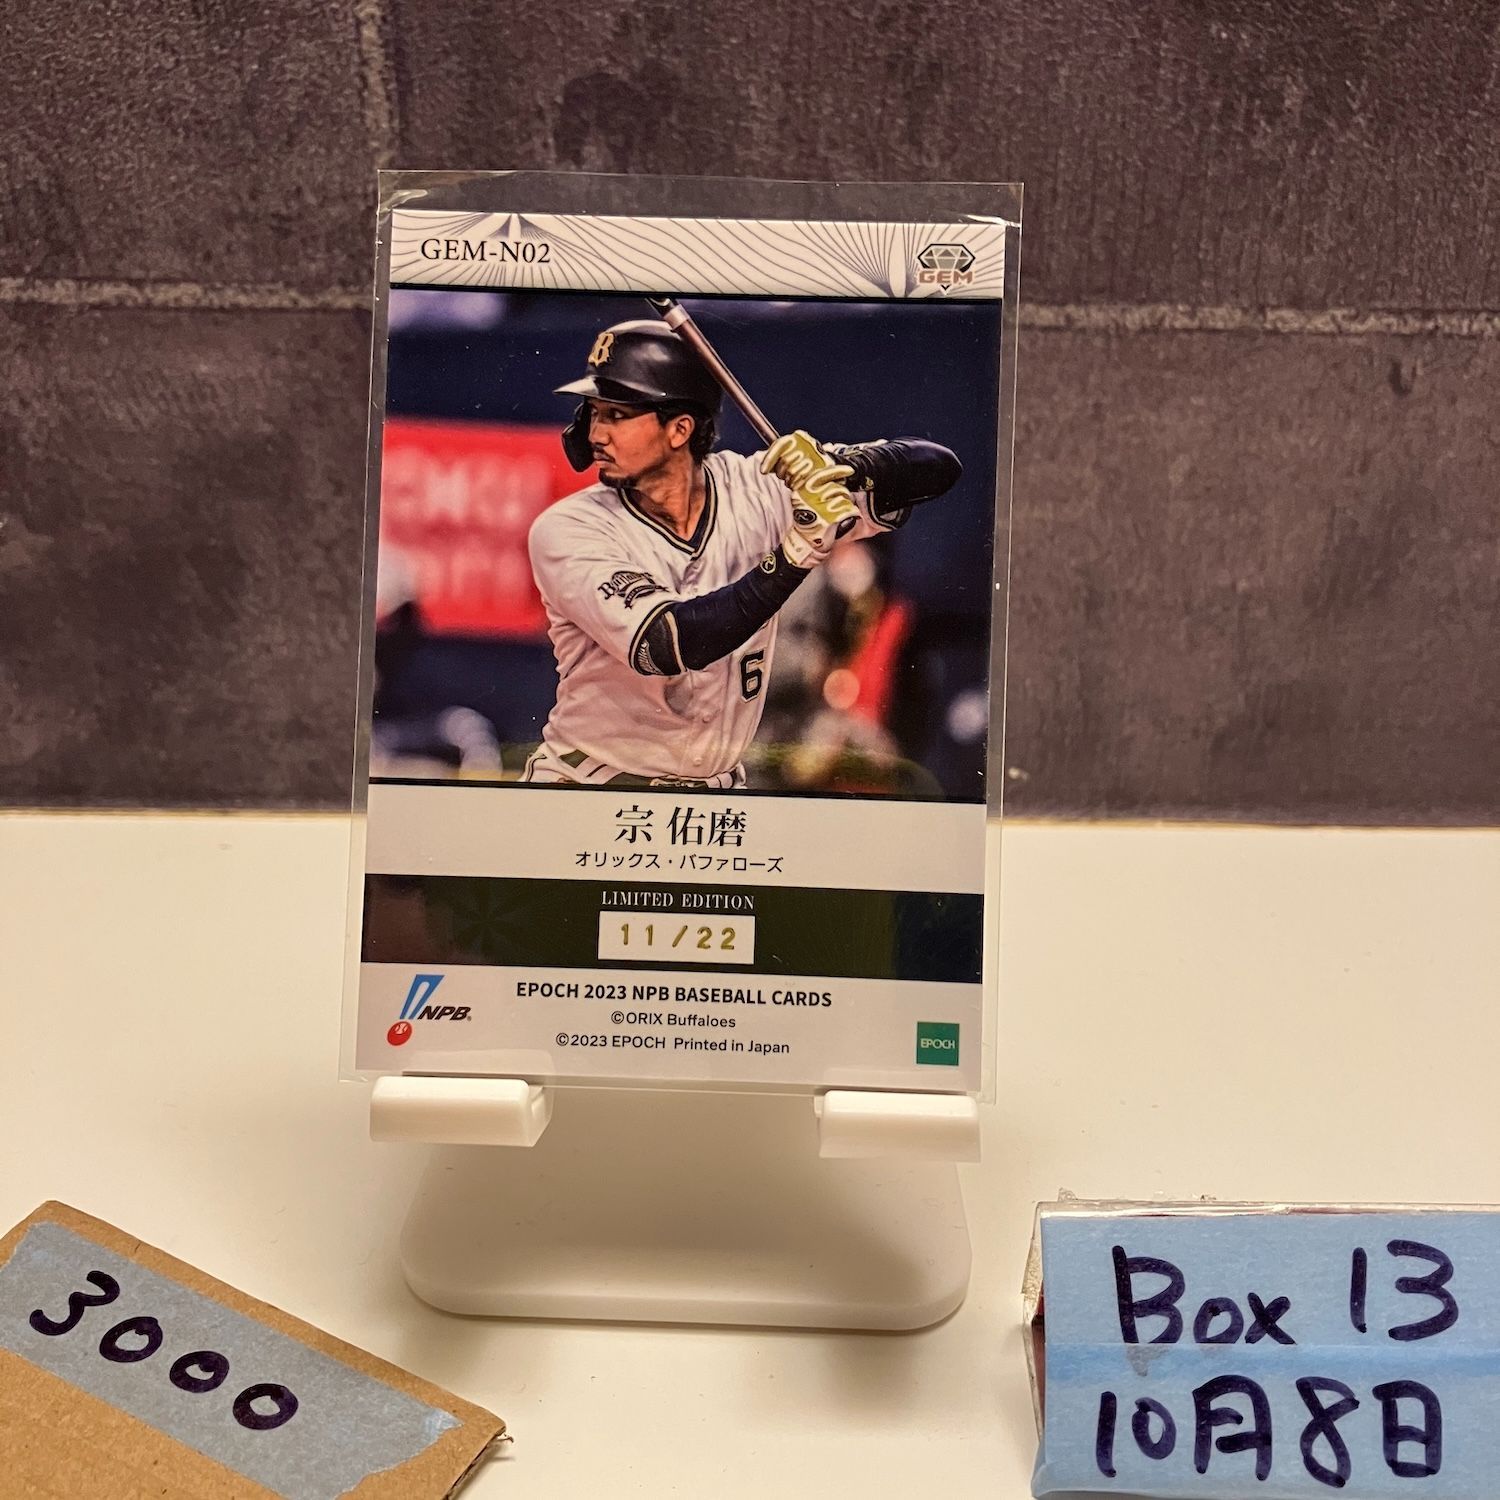 GEM-N02
GEM
B
Buffaloes
6
宗 佑磨
オリックス・バファローズ
LIMITED EDITION
11/22
NPB
EPOCH 2023 NPB BASEBALL CARDS
©ORIX Buffaloes
©2023 EPOCH Printed in Japan
EPOCH
3000
Box 13
10月8日